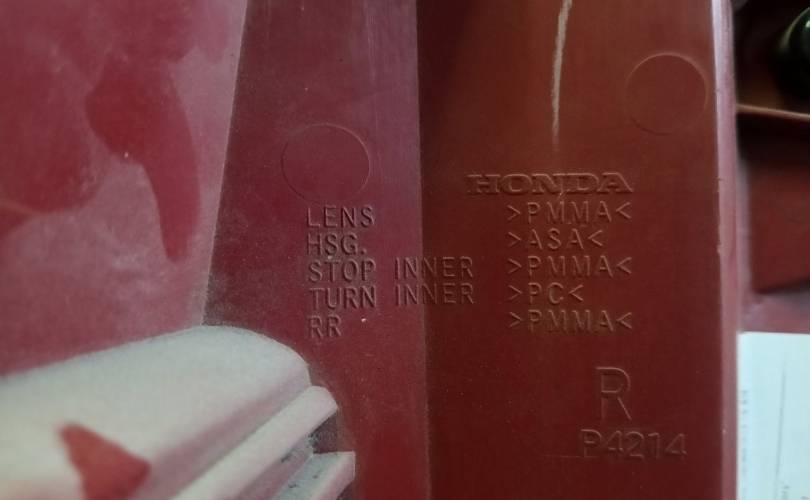 HONDA
LENS >PMMA<
HSG. >ASA<
STOP INNER >PMMA<
TURN INNER >PC<
RR >PMMA<
R
P4214